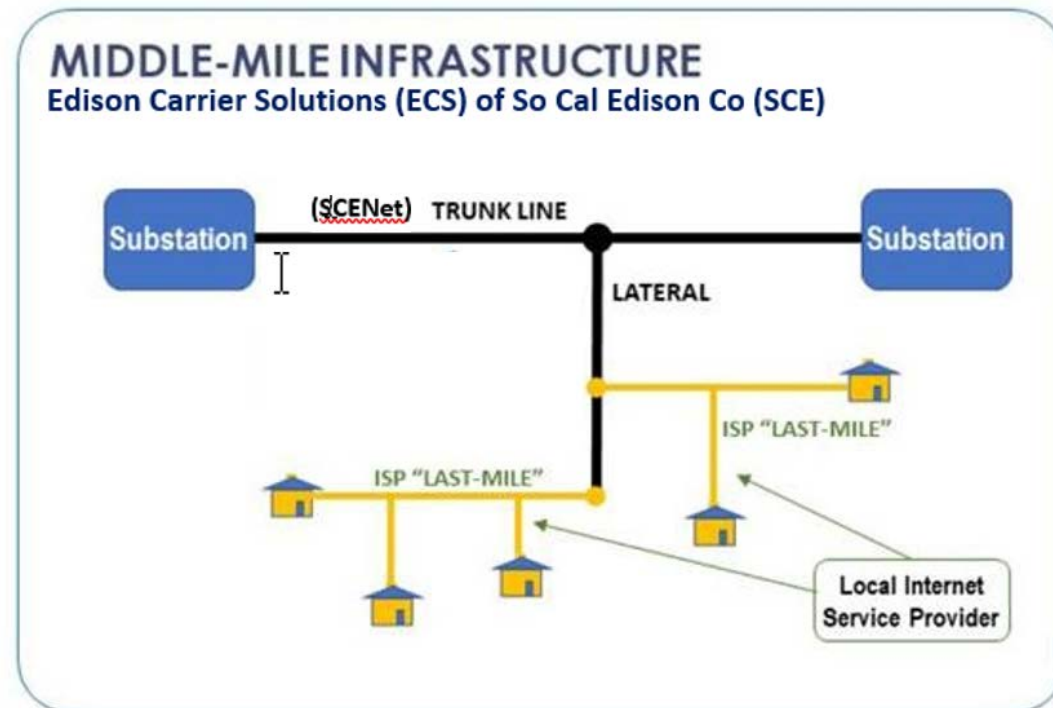 MIDDLE-MILE INFRASTRUCTURE
Edison Carrier Solutions (ECS) of So Cal Edison Co (SCE)
(SCENet) TRUNK LINE
Substation
Substation
LATERAL
ISP “LAST-MILE”
ISP “LAST-MILE”
Local Internet
Service Provider